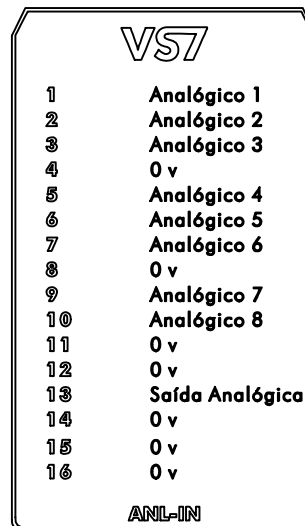 VS7
1 Analógico 1
2 Analógico 2
3 Analógico 3
4 0 v
5 Analógico 4
6 Analógico 5
7 Analógico 6
8 0 v
9 Analógico 7
10 Analógico 8
11 0 v
12 0 v
13 Saída Analógica
14 0 v
15 0 v
16 0 v
ANL-IN